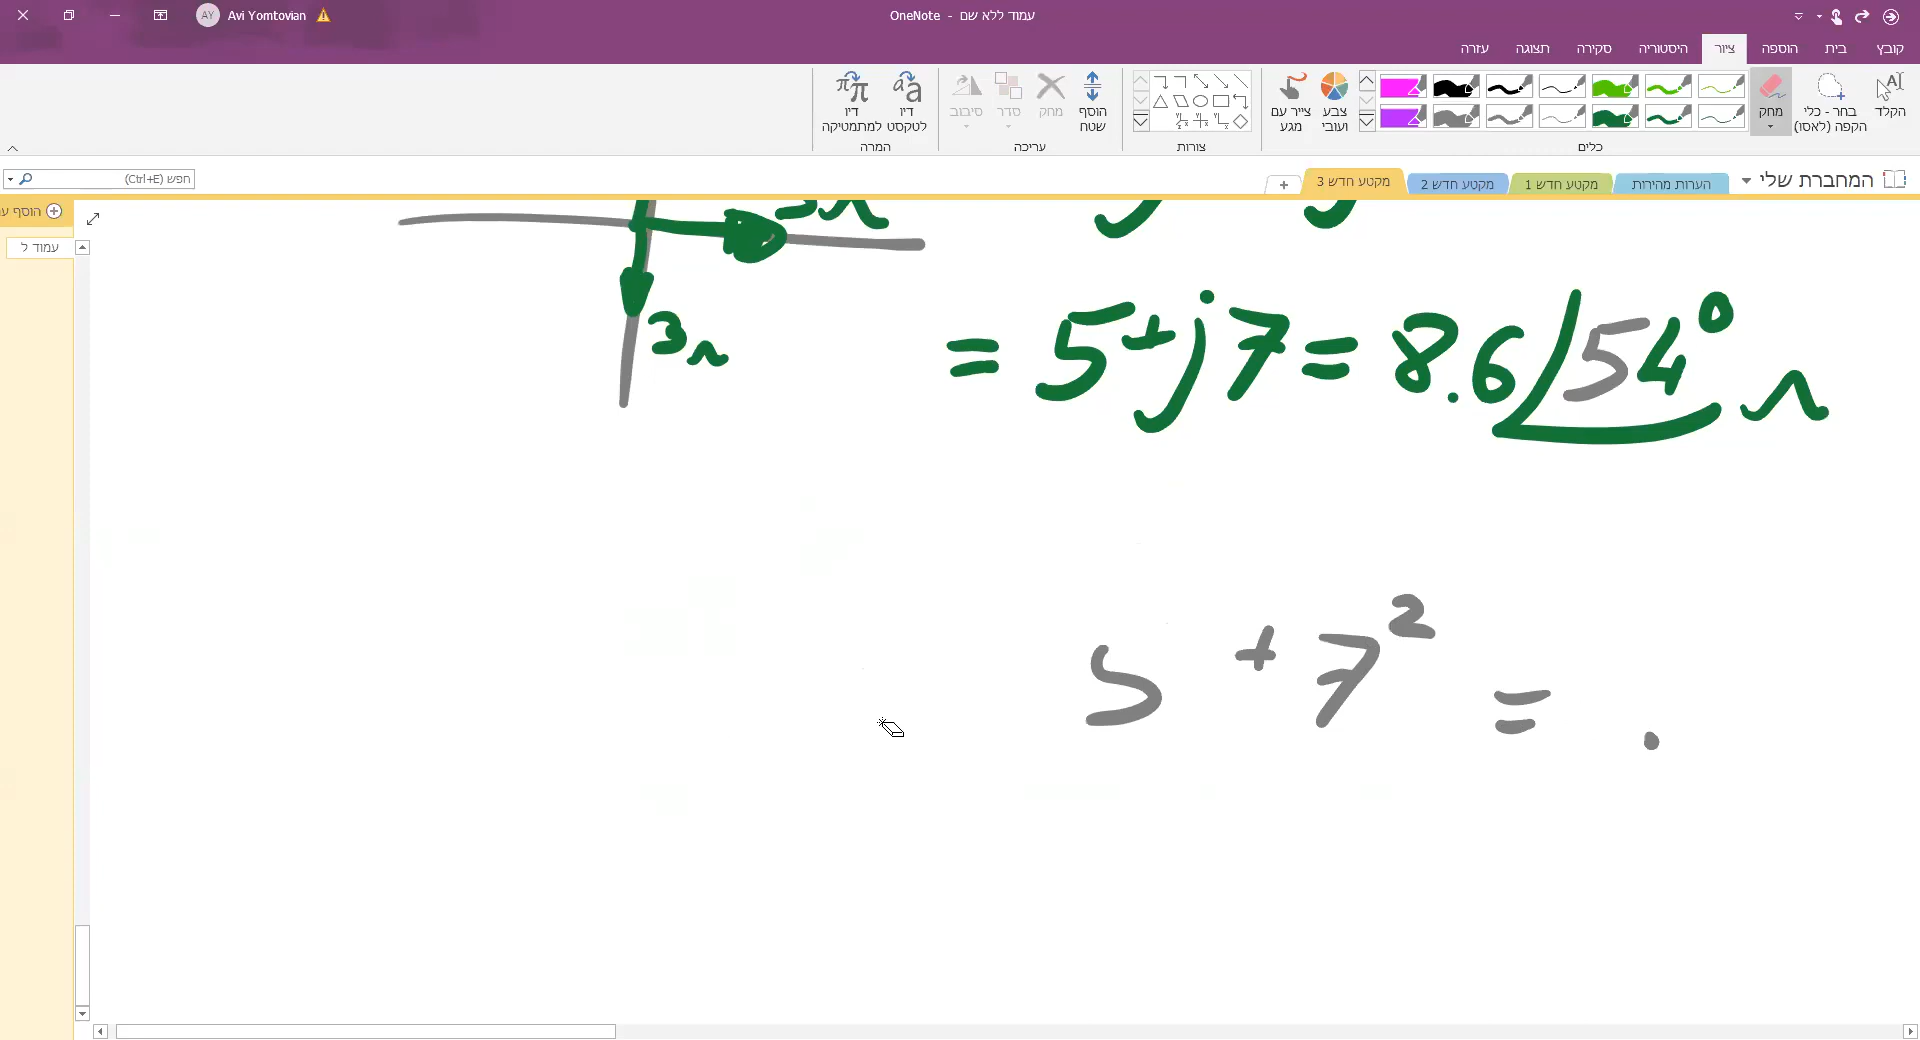 Avi Yomtovian
עמוד ללא שם - OneNote
קובץ בית הוספה ציור היסטוריה סקירה תצוגה עזרה
הקלד
בחר - כלי הקפה (לאסו)
מחק
כלים
צבע ועובי
צייר עם מגע
צורות
הוסף שטח
מחק
סדר
סיבוב
עריכה
דיו לטקסט
דיו למתמטיקה
המרה
המחברת שלי
הערות מהירות
מקטע חדש 1
מקטע חדש 2
מקטע חדש 3
+
חפש (Ctrl+E)
הוסף ענ
עמוד ל
3Ω
= 5+j7 = 8.6/54° Ω
5 + 7² = .